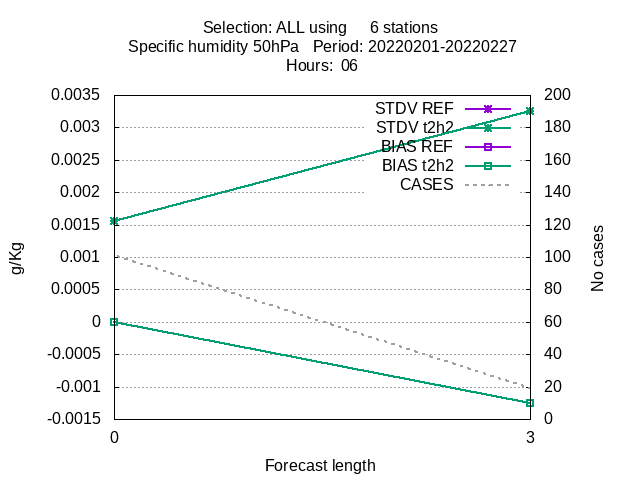 Selection: ALL using     6 stations
Specific humidity 50hPa   Period: 20220201-20220227
Hours:  06
0.0035
0.003
0.0025
0.002
0.0015
0.001
0.0005
0
-0.0005
-0.001
-0.0015
g/Kg
STDV REF
STDV t2h2
BIAS REF
BIAS t2h2
CASES
200
180
160
140
120
100
80
60
40
20
0
No cases
0
3
Forecast length